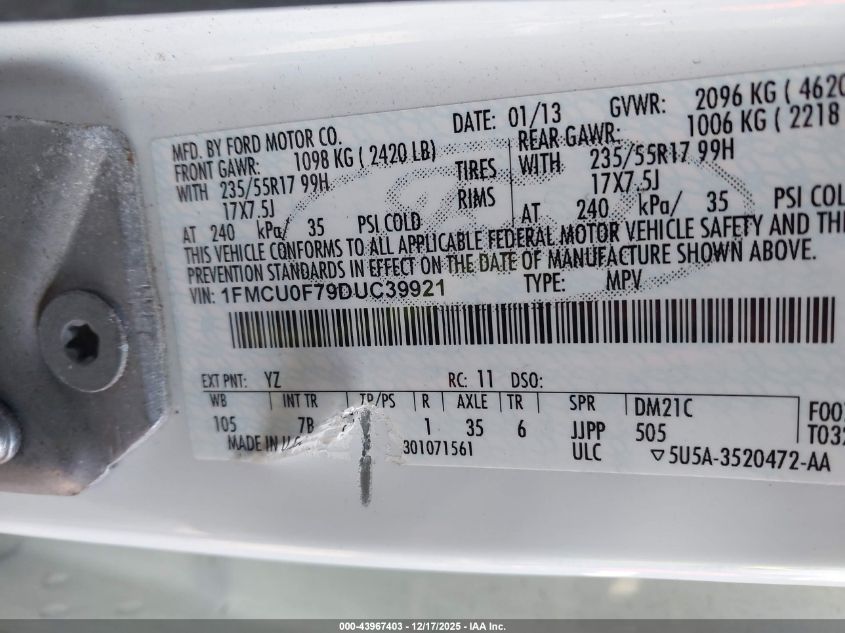 MFD. BY FORD MOTOR CO. DATE: 01/13 GVWR: 2096 KG ( 4620
FRONT GAWR: 1098 KG ( 2420 LB) REAR GAWR: 1006 KG ( 2218
WITH 235/55R17 99H TIRES WITH 235/55R17 99H
17X7.5J RIMS 17X7.5J
AT 240 kPa/ 35 PSI COLD AT 240 kPa/ 35 PSI COL
THIS VEHICLE CONFORMS TO ALL APPLICABLE FEDERAL MOTOR VEHICLE SAFETY AND
PREVENTION STANDARDS IN EFFECT ON THE DATE OF MANUFACTURE SHOWN ABOVE.
VIN: 1FMCU0F79DUC39921 TYPE: MPV
EXT PNT: YZ RC: 11 DSO:
WB INT TR TP/PS R AXLE TR SPR DM21C
105 7B 1 35 6 JJPP 505
MADE IN U. 301071561 ULC ▽5U5A-3520472-AA
000-43967403 – 12/17/2025 – IAA Inc.